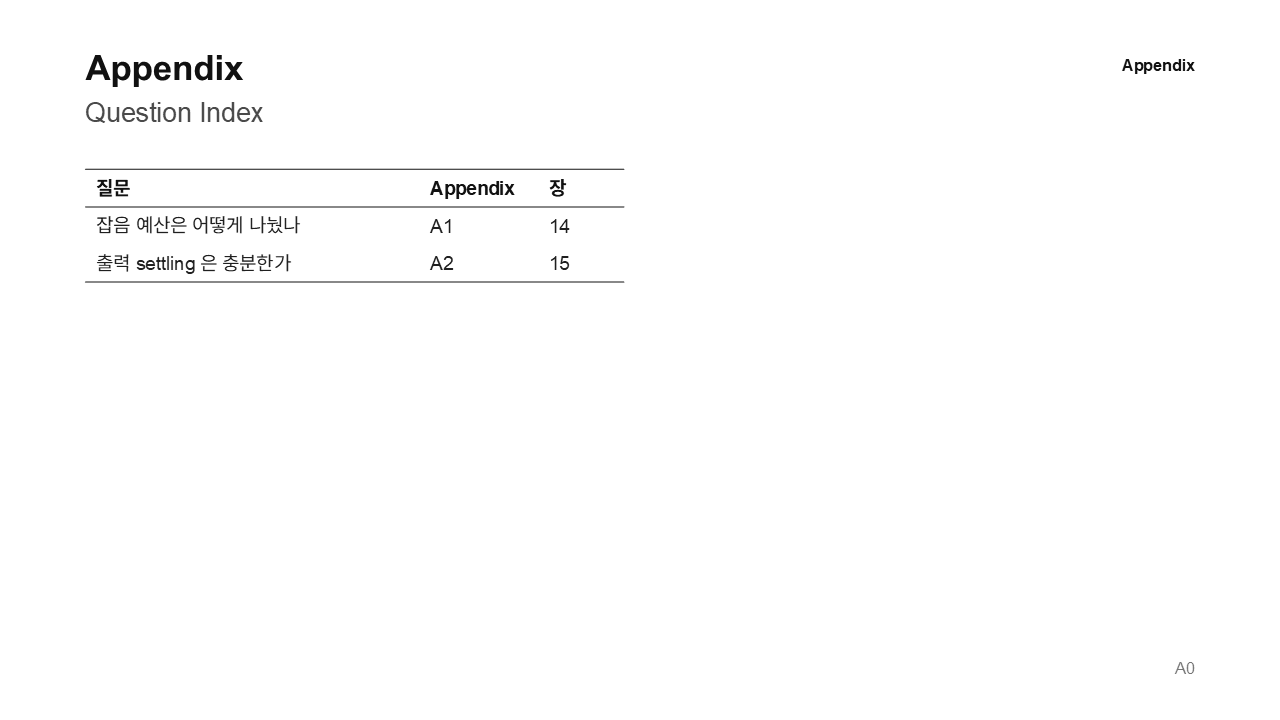 Appendix
Appendix
Question Index
질문 Appendix 장
잡음 예산은 어떻게 나눴나 A1 14
출력 settling 은 충분한가 A2 15
A0